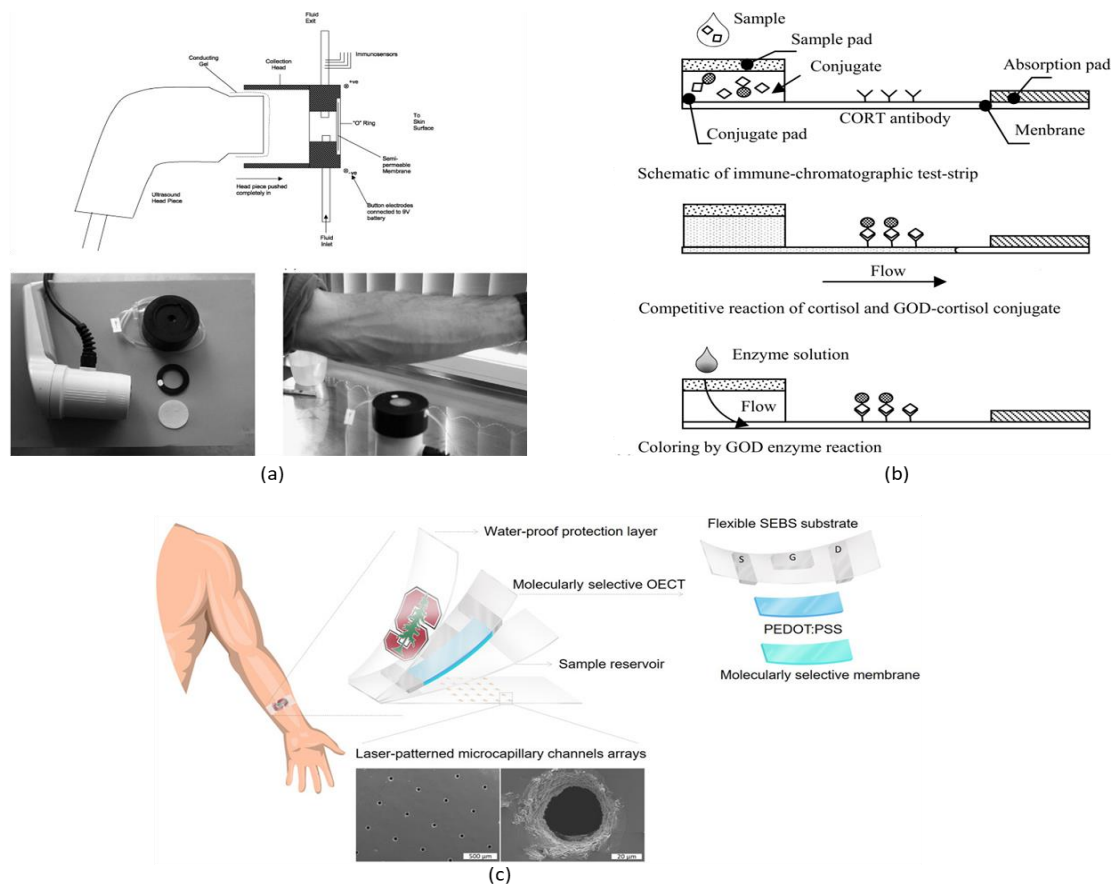 Fluid
Exit
Immunosensors
Conducting
Gel
Collection
Head
+ve
"O" Ring
To
Skin
Surface
Semi-
permeable
Membrane
-ve
Ultrasound
Head Piece
Head piece pushed
completely in
Button electrodes
connected to 9V
battery
Fluid
Inlet
(a)
Sample
Sample pad
Conjugate
Absorption pad
CORT antibody
Conjugate pad
Menbrane
Schematic of immune-chromatographic test-strip
Flow
Competitive reaction of cortisol and GOD-cortisol conjugate
Enzyme solution
Flow
Coloring by GOD enzyme reaction
(b)
Water-proof protection layer
Molecularly selective OECT
Sample reservoir
Flexible SEBS substrate
S G D
PEDOT:PSS
Molecularly selective membrane
Laser-patterned microcapillary channels arrays
500 µm
20 µm
(c)